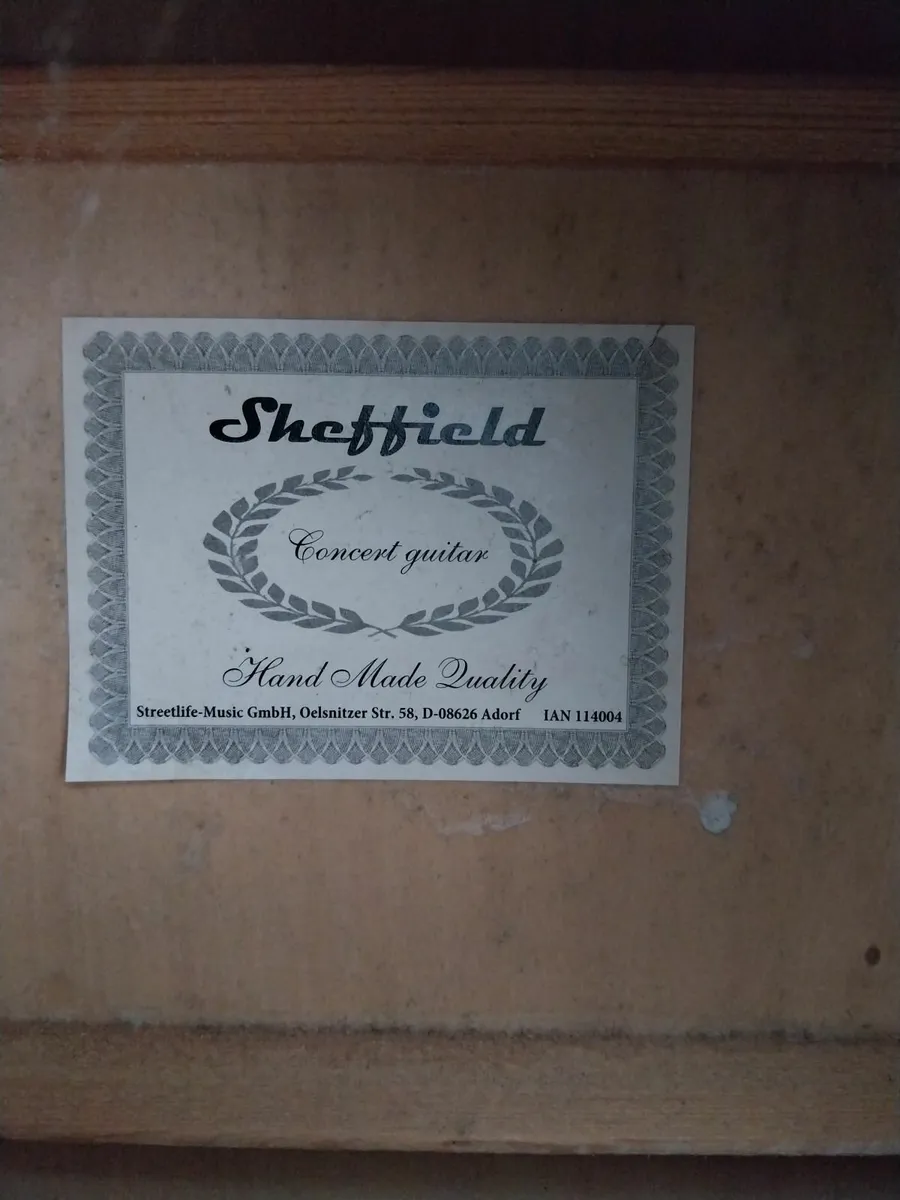 Sheffield
Concert guitar
Hand Made Quality
Streetlife-Music GmbH, Oelsnitzer Str. 58, D-08626 Adorf IAN 114004